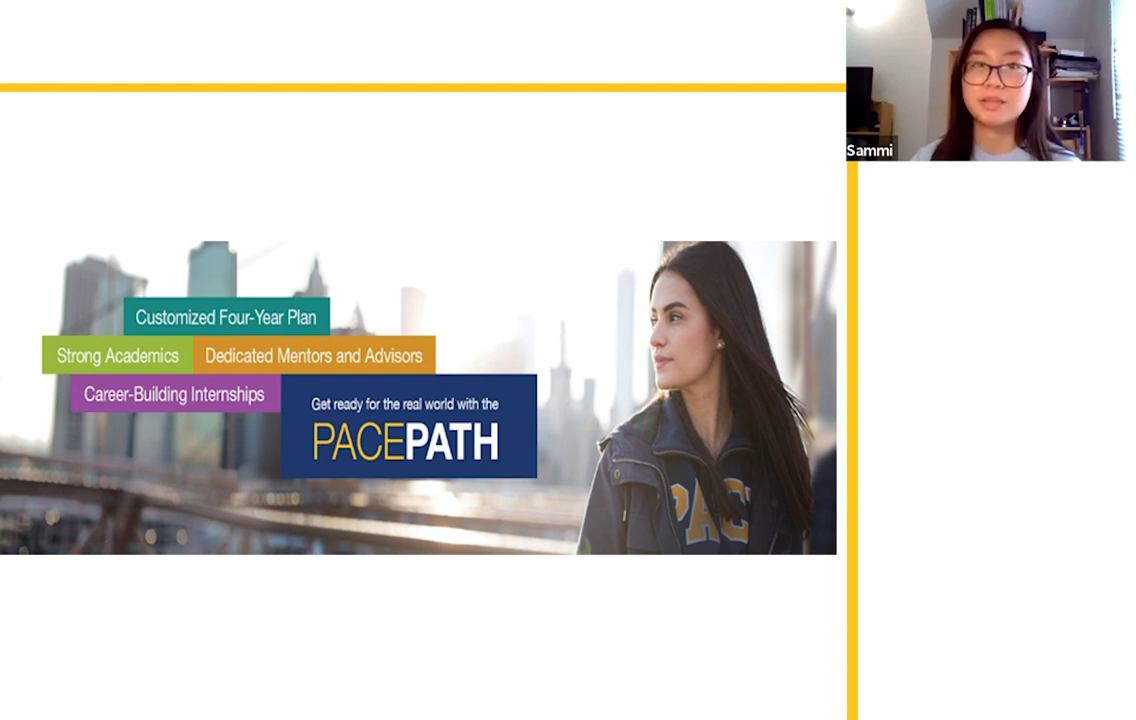 Sammi
Customized Four-Year Plan
Strong Academics
Dedicated Mentors and Advisors
Career-Building Internships
Get ready for the real world with the
PACEPATH
PAC